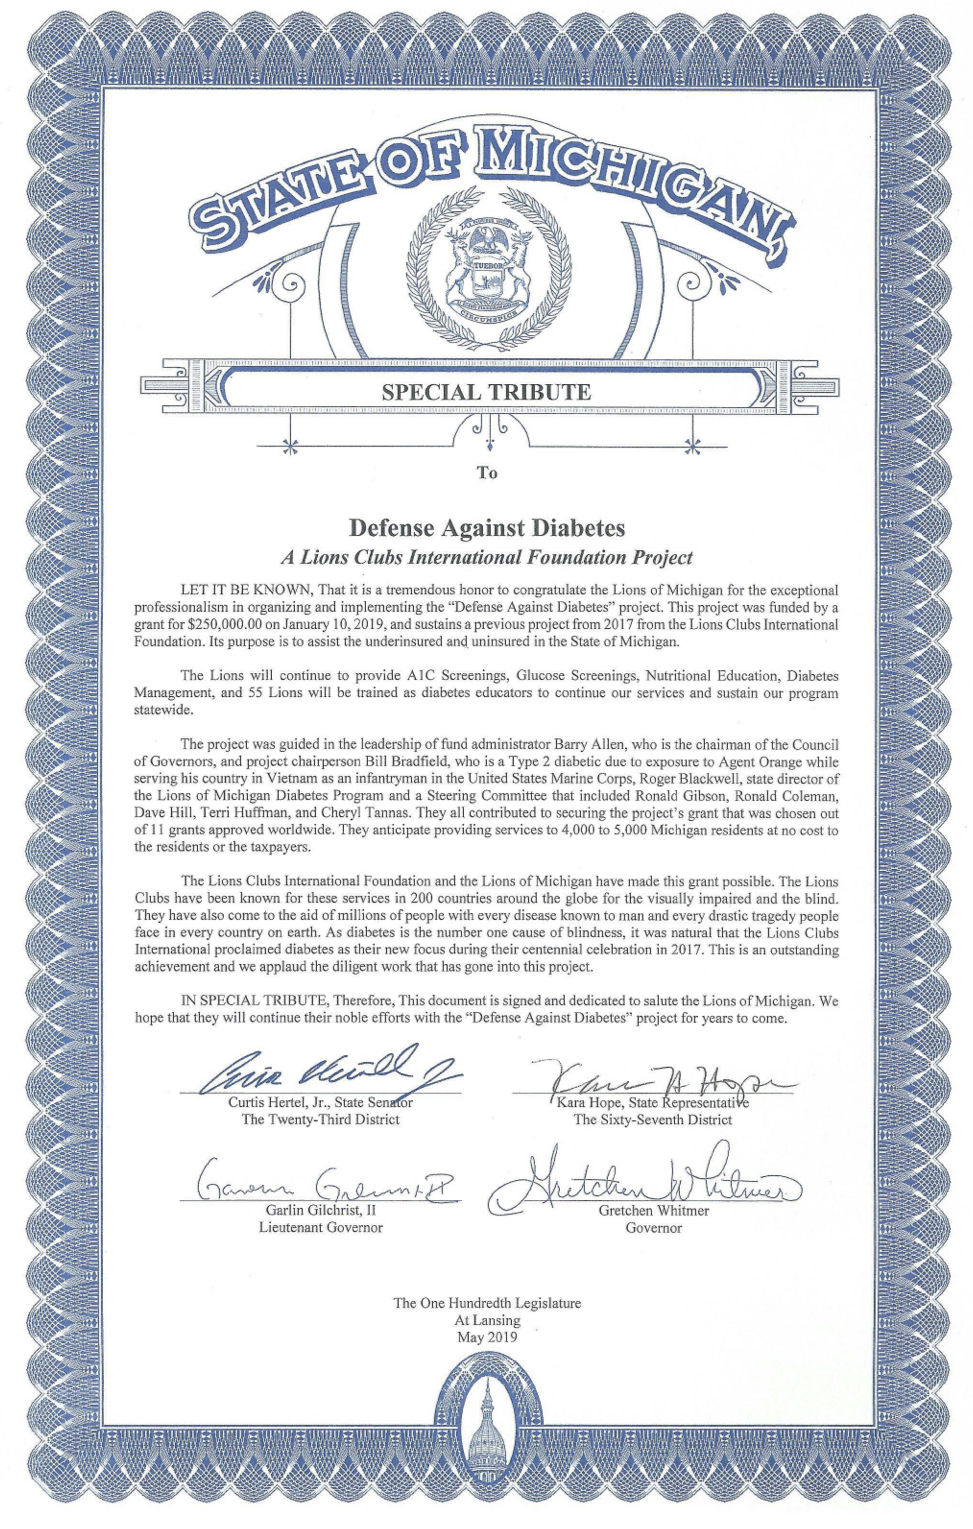 STATE OF MICHIGAN,
TUEBOR
CIRCUMSPICE
SPECIAL TRIBUTE
To
Defense Against Diabetes
A Lions Clubs International Foundation Project
LET IT BE KNOWN, That it is a tremendous honor to congratulate the Lions of Michigan for the exceptional
professionalism in organizing and implementing the “Defense Against Diabetes” project. This project was funded by a
grant for $250,000.00 on January 10, 2019, and sustains a previous project from 2017 from the Lions Clubs International
Foundation. Its purpose is to assist the underinsured and uninsured in the State of Michigan.
The Lions will continue to provide A1C Screenings, Glucose Screenings, Nutritional Education, Diabetes
Management, and 55 Lions will be trained as diabetes educators to continue our services and sustain our program
statewide.
The project was guided in the leadership of fund administrator Barry Allen, who is the chairman of the Council
of Governors, and project chairperson Bill Bradfield, who is a Type 2 diabetic due to exposure to Agent Orange while
serving his country in Vietnam as an infantryman in the United States Marine Corps, Roger Blackwell, state director of
the Lions of Michigan Diabetes Program and a Steering Committee that included Ronald Gibson, Ronald Coleman,
Dave Hill, Terri Huffman, and Cheryl Tannas. They all contributed to securing the project’s grant that was chosen out
of 11 grants approved worldwide. They anticipate providing services to 4,000 to 5,000 Michigan residents at no cost to
the residents or the taxpayers.
The Lions Clubs International Foundation and the Lions of Michigan have made this grant possible. The Lions
Clubs have been known for these services in 200 countries around the globe for the visually impaired and the blind.
They have also come to the aid of millions of people with every disease known to man and every drastic tragedy people
face in every country on earth. As diabetes is the number one cause of blindness, it was natural that the Lions Clubs
International proclaimed diabetes as their new focus during their centennial celebration in 2017. This is an outstanding
achievement and we applaud the diligent work that has gone into this project.
IN SPECIAL TRIBUTE, Therefore, This document is signed and dedicated to salute the Lions of Michigan. We
hope that they will continue their noble efforts with the “Defense Against Diabetes” project for years to come.
Kara H Hope
Curtis Hertel, Jr., State Senator
Kara Hope, State Representative
The Twenty-Third District
The Sixty-Seventh District
Gretchen Whitmer
Garlin Gilchrist, II
Gretchen Whitmer
Lieutenant Governor
Governor
The One Hundredth Legislature
At Lansing
May 2019